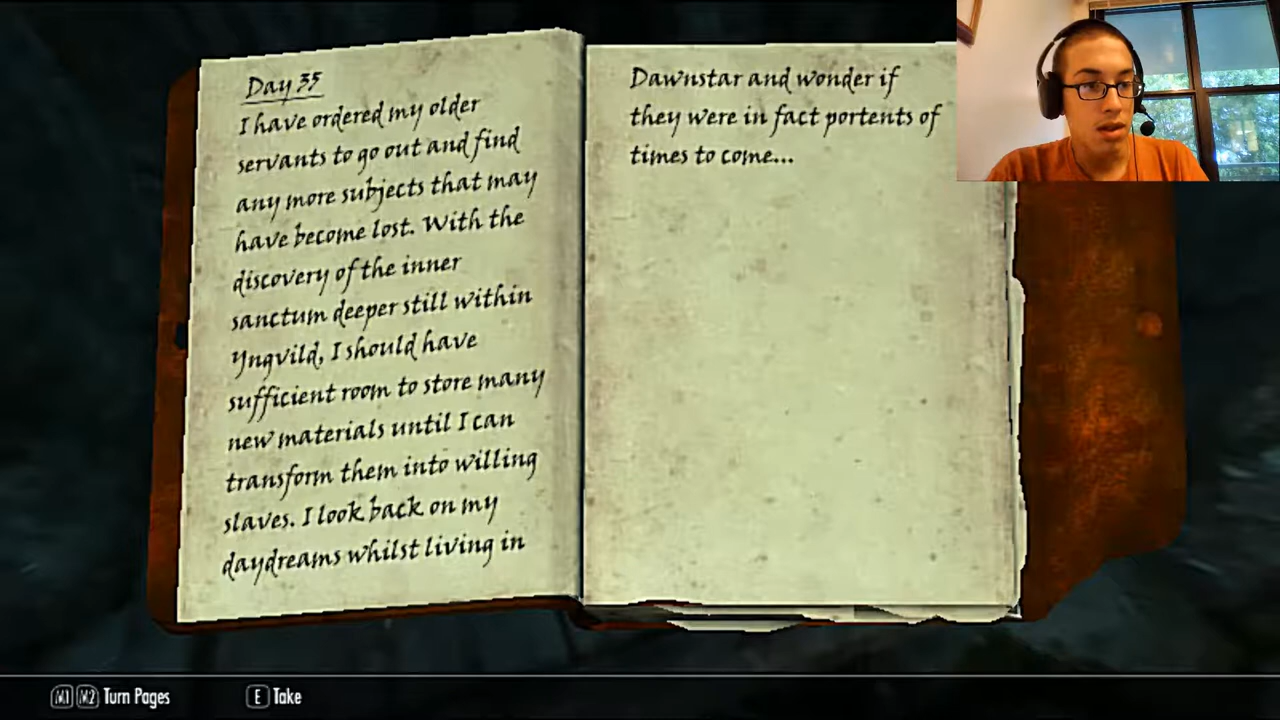 Day 35
I have ordered my older
servants to go out and find
any more subjects that may
have become lost. With the
discovery of the inner
sanctum deeper still within
Yngvild, I should have
sufficient room to store many
new materials until I can
transform them into willing
slaves. I look back on my
daydreams whilst living in
Dawnstar and wonder if
they were in fact portents of
times to come...
M1 M2 Turn Pages
E Take